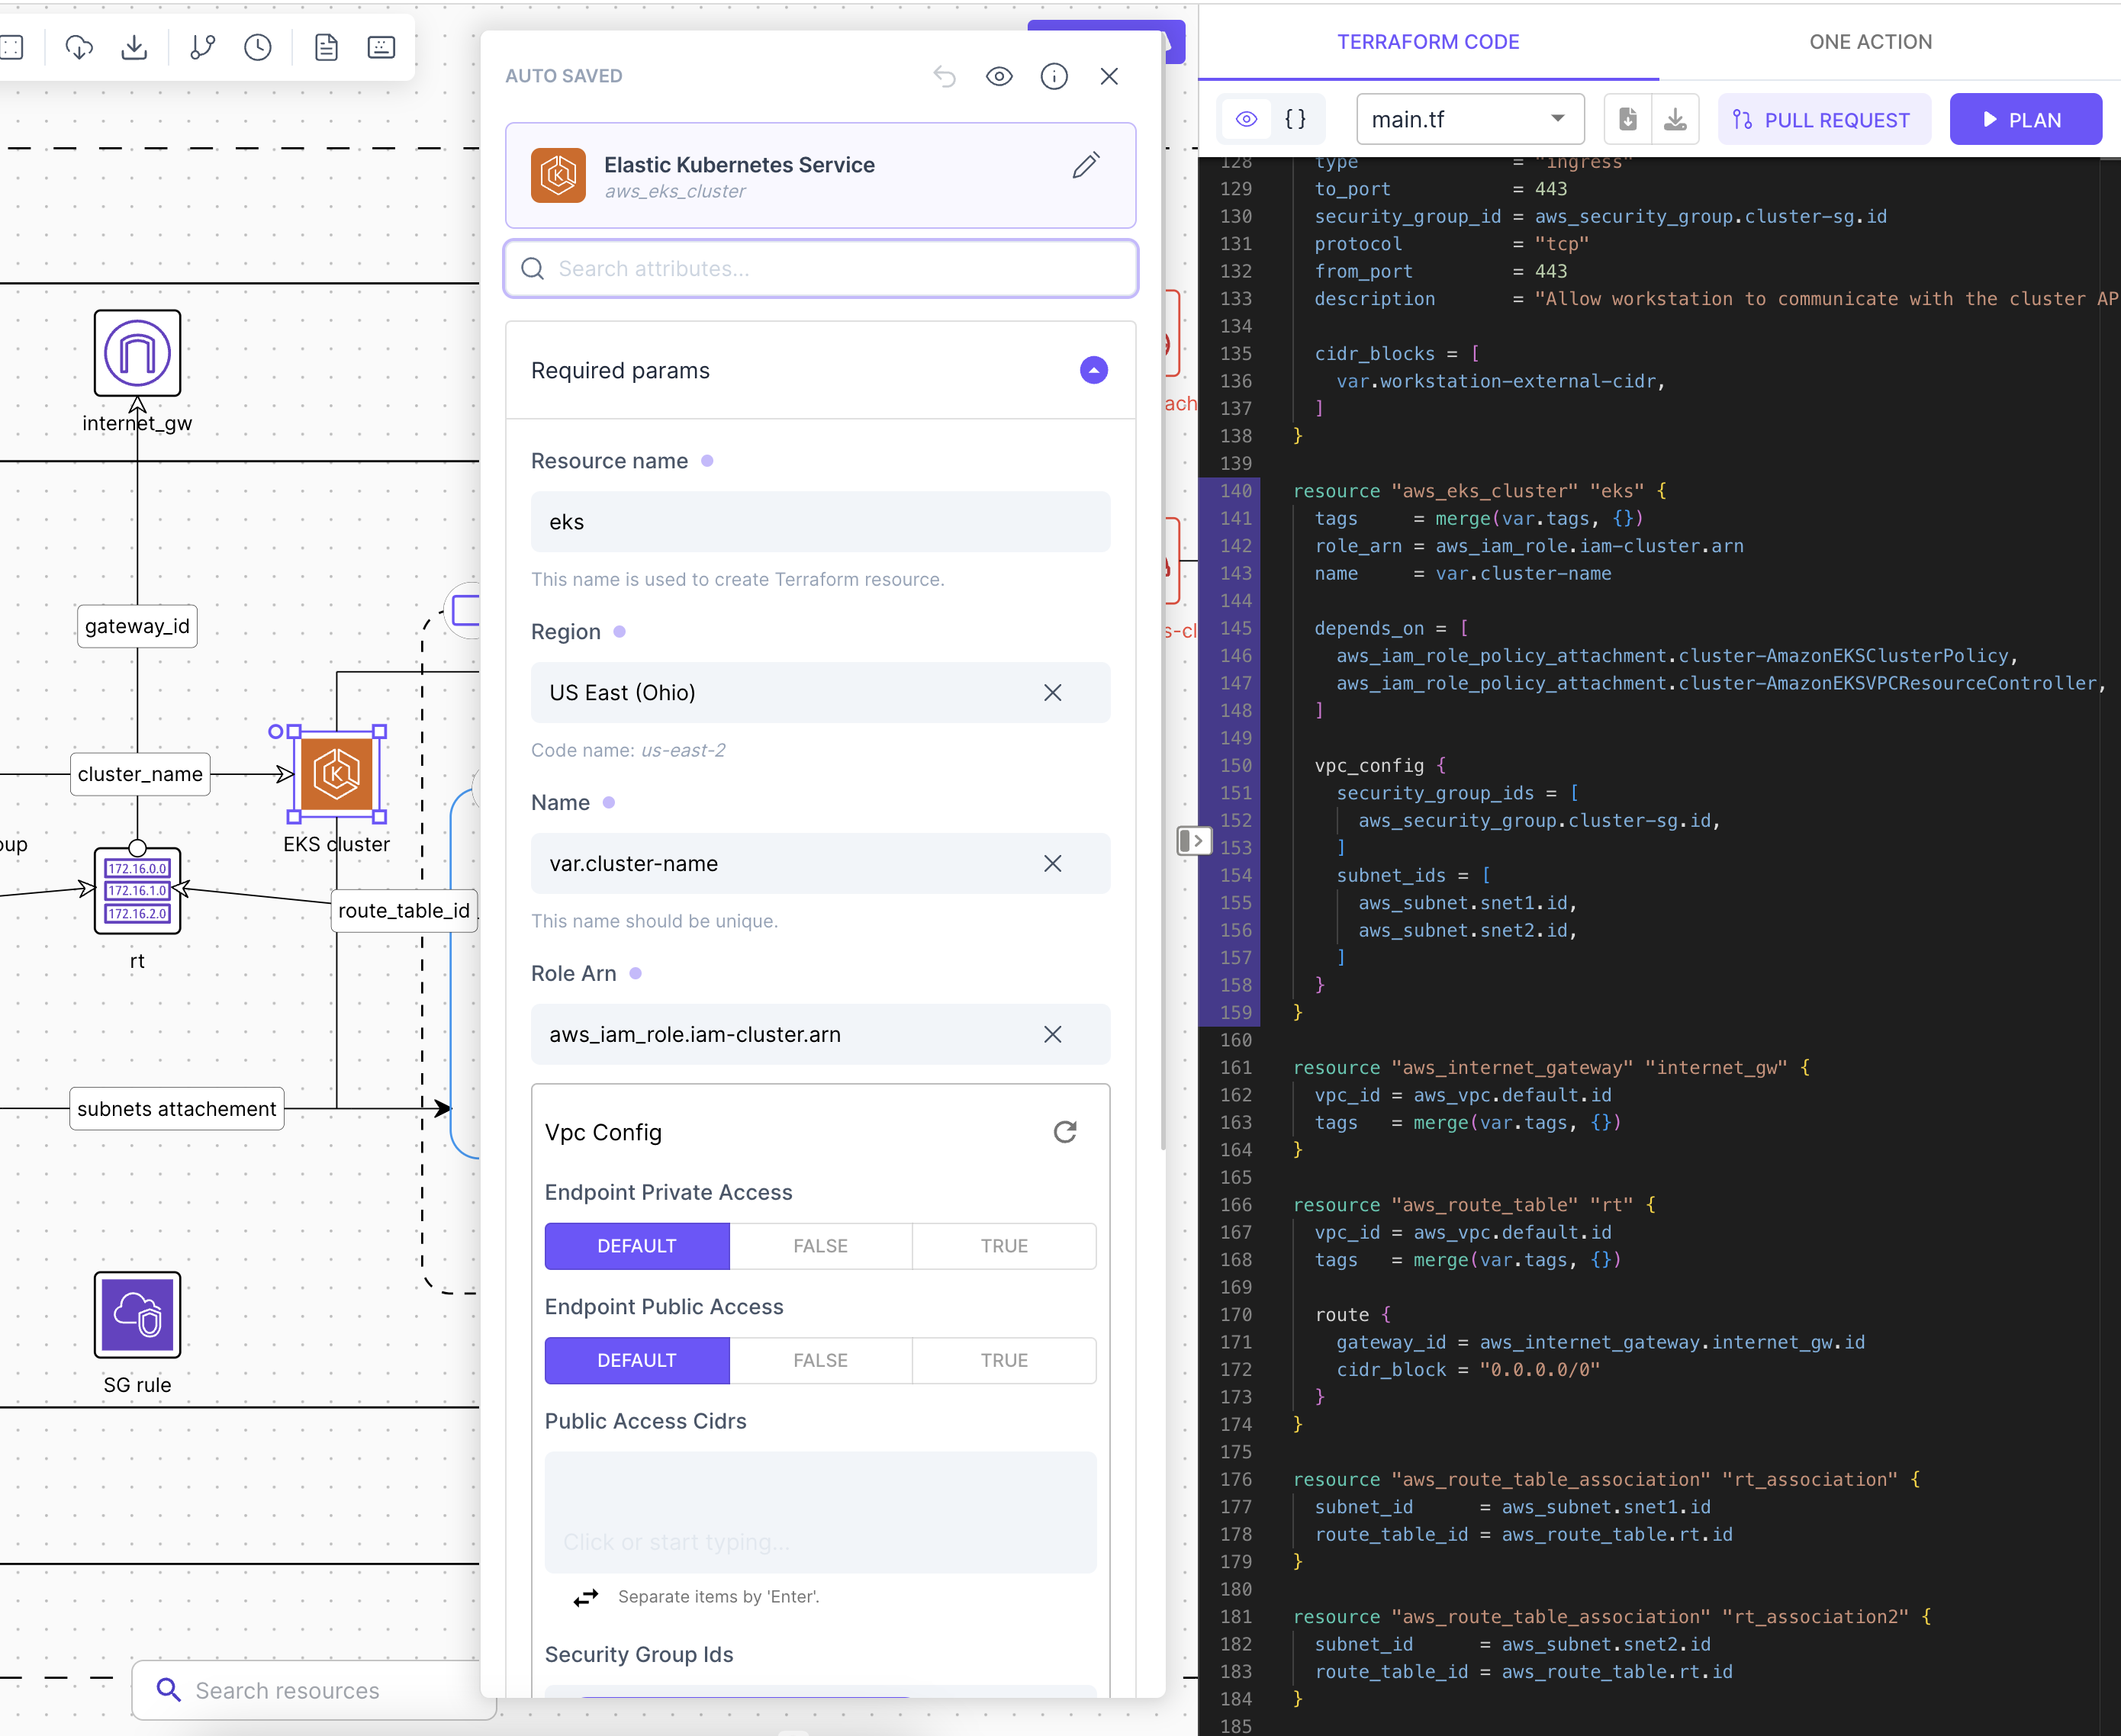 internet_gw
gateway_id
cluster_name
EKS cluster
oup
172.16.0.0
172.16.1.0
172.16.2.0
route_table_id
rt
subnets attachement
SG rule
Search resources
AUTO SAVED
Elastic Kubernetes Service
aws_eks_cluster
Search attributes...
Required params
Resource name
eks
This name is used to create Terraform resource.
Region
US East (Ohio)
Code name: us-east-2
Name
var.cluster-name
This name should be unique.
Role Arn
aws_iam_role.iam-cluster.arn
Vpc Config
Endpoint Private Access
DEFAULT FALSE TRUE
Endpoint Public Access
DEFAULT FALSE TRUE
Public Access Cidrs
Click or start typing...
Separate items by 'Enter'.
Security Group Ids
ach
s-cl
TERRAFORM CODE ONE ACTION
{} main.tf PULL REQUEST PLAN
128 type = "ingress"
129 to_port = 443
130 security_group_id = aws_security_group.cluster-sg.id
131 protocol = "tcp"
132 from_port = 443
133 description = "Allow workstation to communicate with the cluster AP
134
135 cidr_blocks = [
136 var.workstation-external-cidr,
137 ]
138 }
139
140 resource "aws_eks_cluster" "eks" {
141 tags = merge(var.tags, {})
142 role_arn = aws_iam_role.iam-cluster.arn
143 name = var.cluster-name
144
145 depends_on = [
146 aws_iam_role_policy_attachment.cluster-AmazonEKSClusterPolicy,
147 aws_iam_role_policy_attachment.cluster-AmazonEKSVPCResourceController,
148 ]
149
150 vpc_config {
151 security_group_ids = [
152 aws_security_group.cluster-sg.id,
153 ]
154 subnet_ids = [
155 aws_subnet.snet1.id,
156 aws_subnet.snet2.id,
157 ]
158 }
159 }
160
161 resource "aws_internet_gateway" "internet_gw" {
162 vpc_id = aws_vpc.default.id
163 tags = merge(var.tags, {})
164 }
165
166 resource "aws_route_table" "rt" {
167 vpc_id = aws_vpc.default.id
168 tags = merge(var.tags, {})
169
170 route {
171 gateway_id = aws_internet_gateway.internet_gw.id
172 cidr_block = "0.0.0.0/0"
173 }
174 }
175
176 resource "aws_route_table_association" "rt_association" {
177 subnet_id = aws_subnet.snet1.id
178 route_table_id = aws_route_table.rt.id
179 }
180
181 resource "aws_route_table_association" "rt_association2" {
182 subnet_id = aws_subnet.snet2.id
183 route_table_id = aws_route_table.rt.id
184 }
185